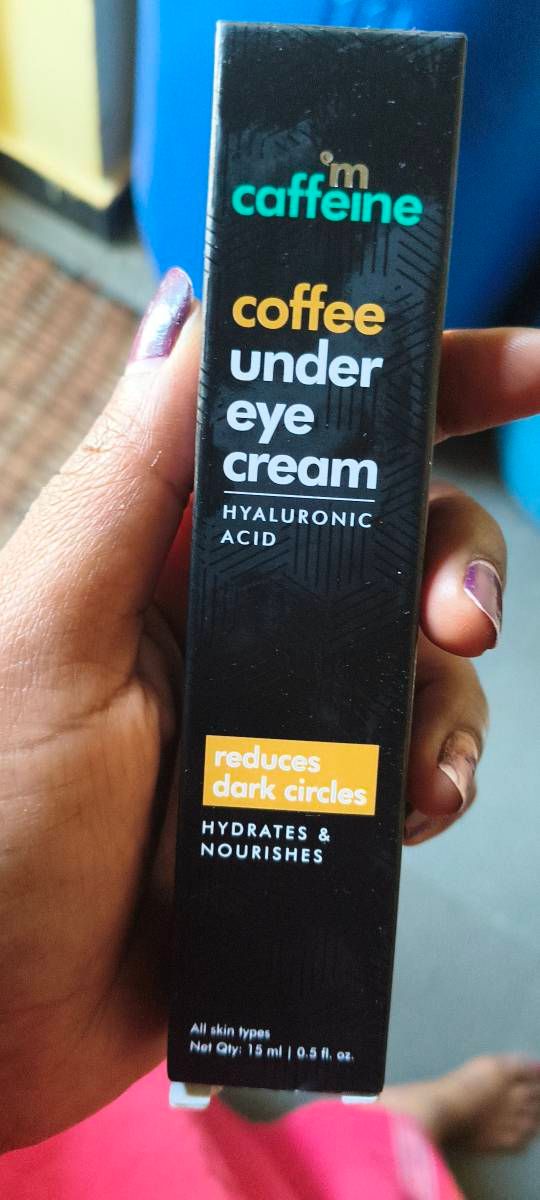 'm
caffeine
coffee
under
eye
cream
HYALURONIC
ACID
reduces
dark circles
HYDRATES &
NOURISHES
All skin types
Net Qty: 15 ml | 0.5 fl. oz.